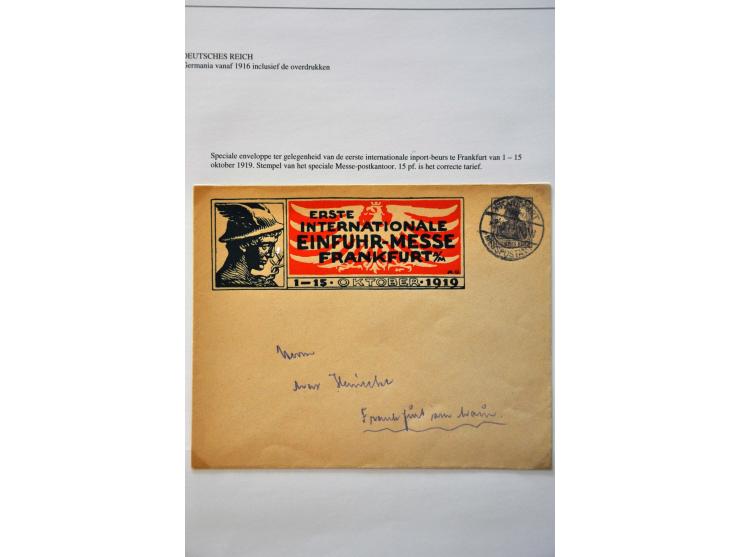 DEUTSCHES REICH
Germania vanaf 1916 inclusief de overdrukken
Speciale enveloppe ter gelegenheid van de eerste internationale inport-beurs te Frankfurt van 1 – 15
oktober 1919. Stempel van het speciale Messe-postkantoor. 15 pf. is het correcte tarief.
ERSTE
INTERNATIONALE
EINFUHR-MESSE
FRANKFURT a/M
1-15 · OKTOBER · 1919
Herrn
Max
Frankfurt am Main.